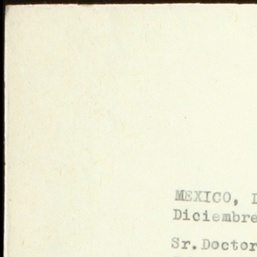 MEXICO,
Diciembre
Sr. Doctor